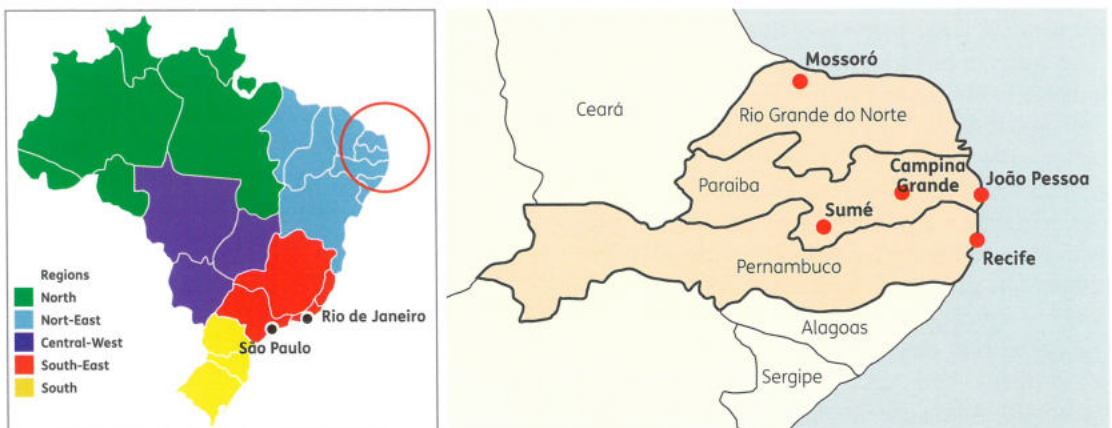 Regions
North
Nort-East
Central-West
South-East
South
Rio de Janeiro
São Paulo
Mossoró
Ceará
Rio Grande do Norte
Campina
Grande
João Pessoa
Paraiba
Sumé
Recife
Pernambuco
Alagoas
Sergipe